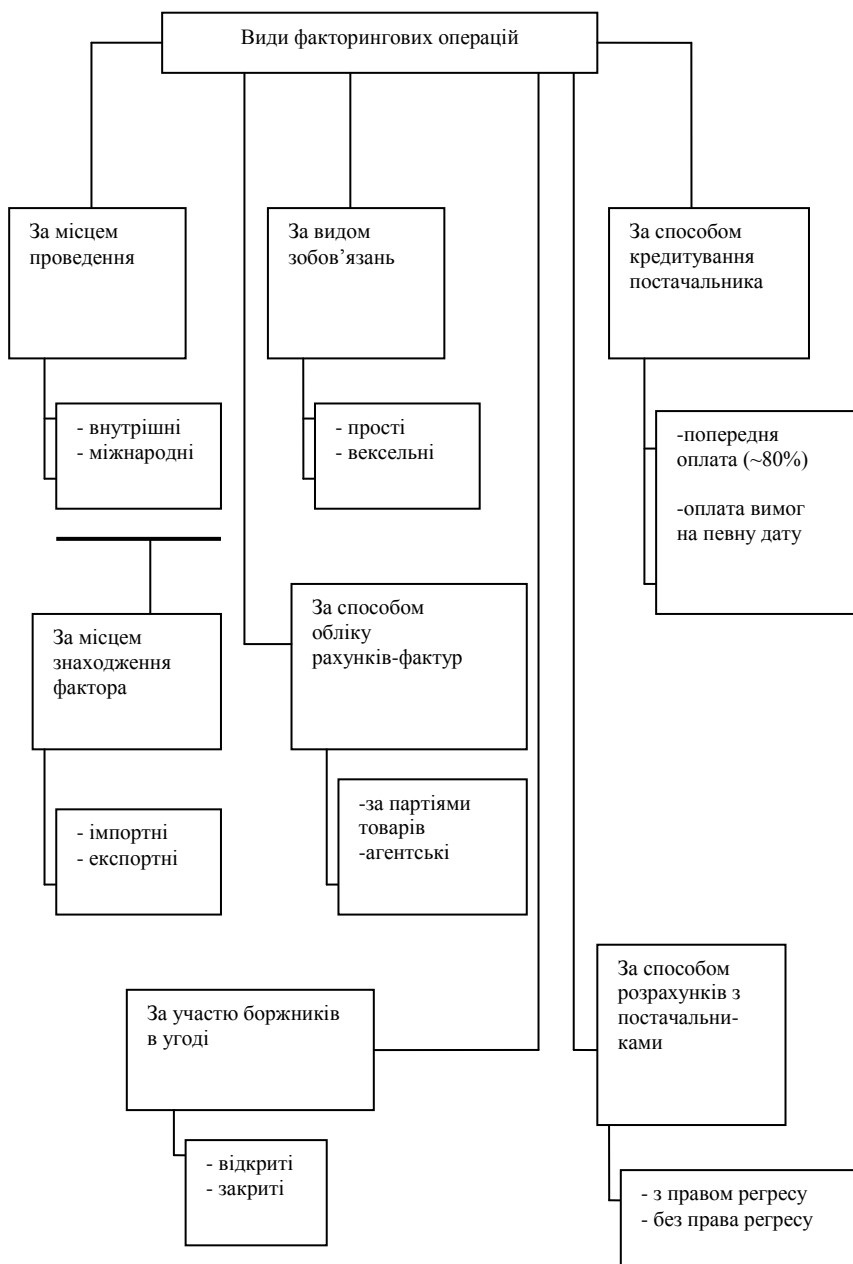 Види факторингових операцій
За місцем
проведення
За видом
зобов’язань
За способом
кредитування
постачальника
- внутрішні
- міжнародні
- прості
- вексельні
-попередня
оплата (~80%)
-оплата вимог
на певну дату
За місцем
знаходження
фактора
За способом
обліку
рахунків-фактур
- імпортні
- експортні
-за партіями
товарів
-агентські
За участю боржників
в угоді
За способом
розрахунків з
постачальни-
ками
- відкриті
- закриті
- з правом регресу
- без права регресу